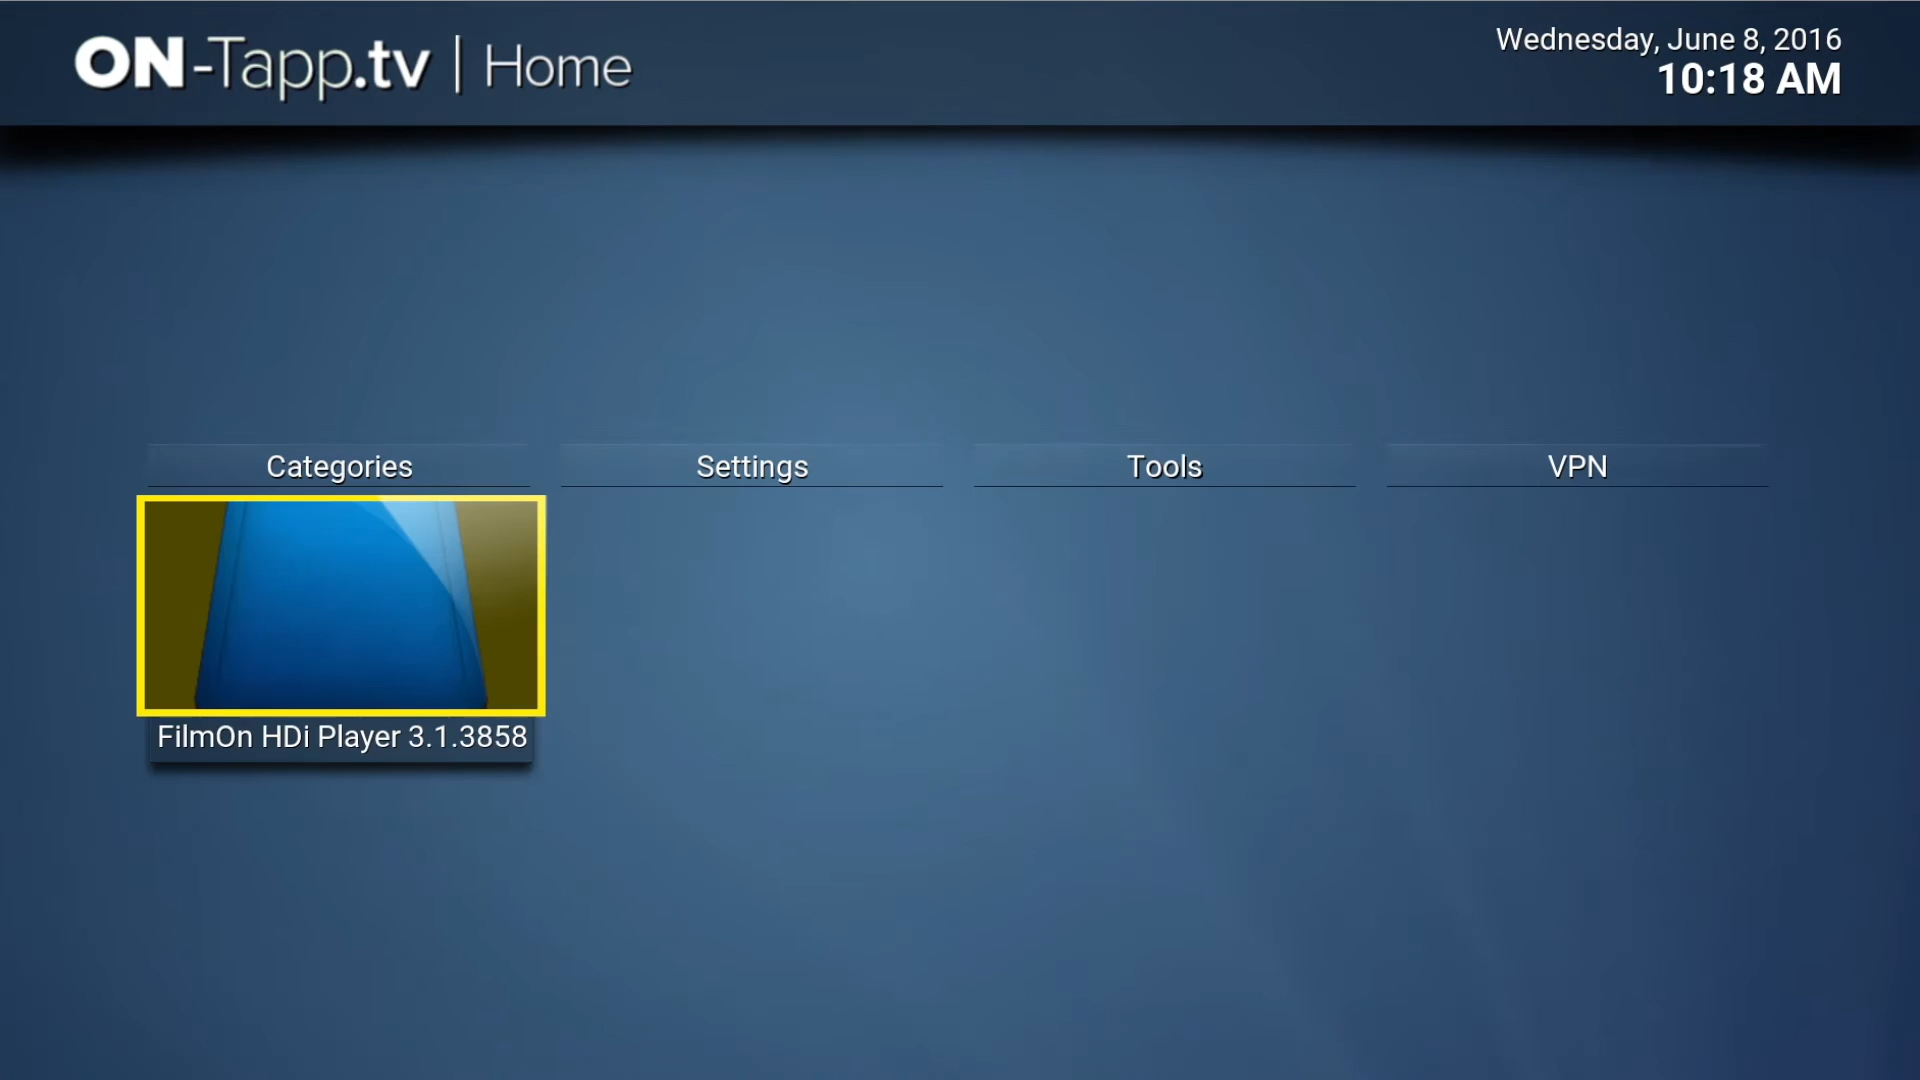 ON-Tapp.tv | Home
Wednesday, June 8, 2016
10:18 AM
Categories
Settings
Tools
VPN
FilmOn HDi Player 3.1.3858